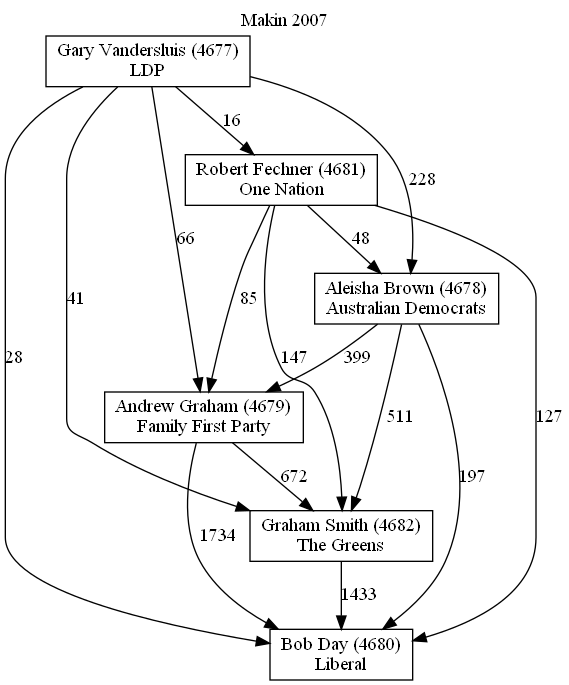 Makin 2007
Gary Vandersluis (4677)
LDP
16
Robert Fechner (4681)
One Nation
228
66
48
Aleisha Brown (4678)
Australian Democrats
41
85
28
147
399
127
Andrew Graham (4679)
Family First Party
511
672
197
Graham Smith (4682)
The Greens
1734
1433
Bob Day (4680)
Liberal